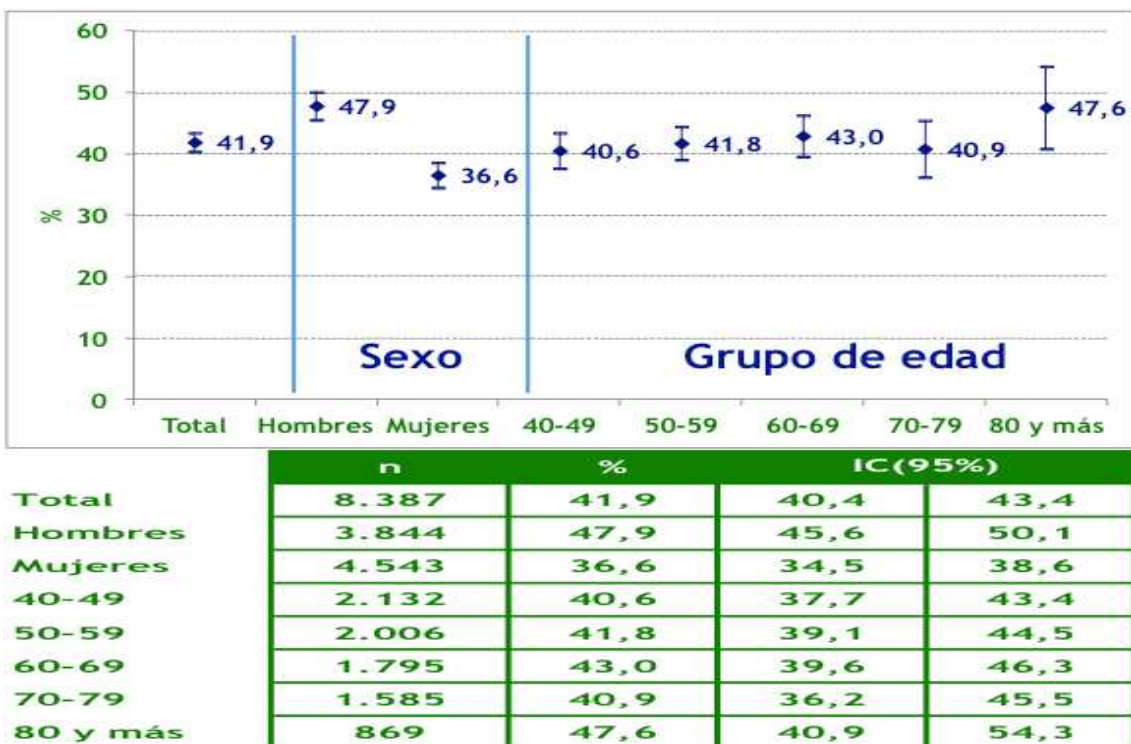 60
50
47,9
47,6
41,9
40,6
41,8
43,0
40,9
40
36,6
%
30
20
10
Sexo
Grupo de edad
0
Total Hombres Mujeres 40-49 50-59 60-69 70-79 80 y más
n % IC(95%)
Total 8.387 41,9 40,4 43,4
Hombres 3.844 47,9 45,6 50,1
Mujeres 4.543 36,6 34,5 38,6
40-49 2.132 40,6 37,7 43,4
50-59 2.006 41,8 39,1 44,5
60-69 1.795 43,0 39,6 46,3
70-79 1.585 40,9 36,2 45,5
80 y más 869 47,6 40,9 54,3